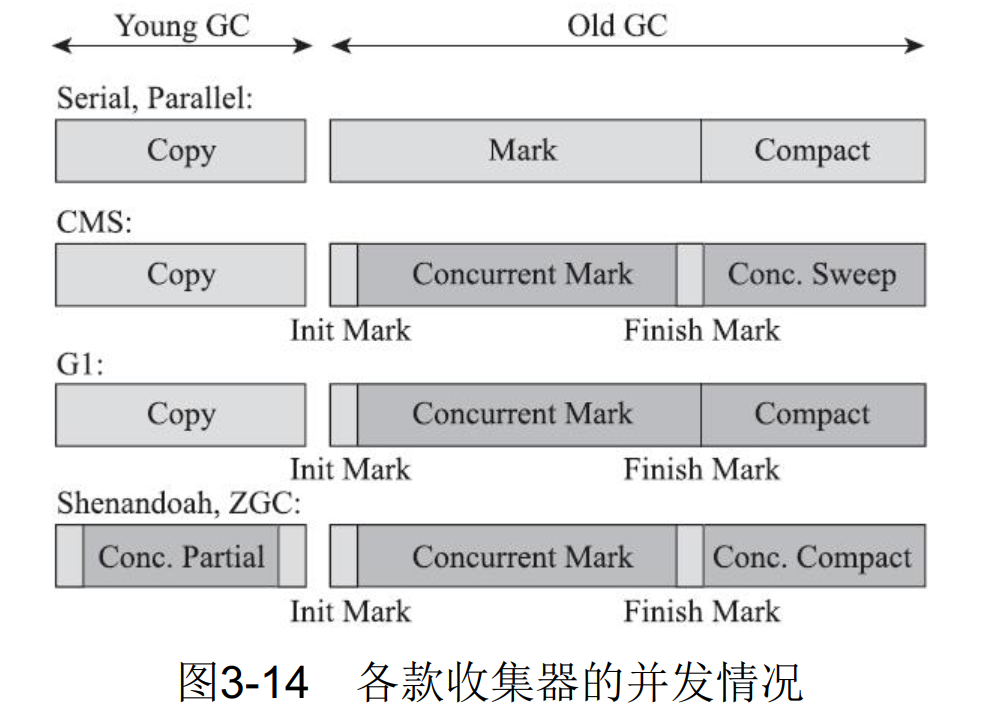 Young GC Old GC
Serial, Parallel:
Copy Mark Compact
CMS:
Copy Concurrent Mark Conc. Sweep
Init Mark Finish Mark
G1:
Copy Concurrent Mark Compact
Init Mark Finish Mark
Shenandoah, ZGC:
Conc. Partial Concurrent Mark Conc. Compact
Init Mark Finish Mark
图3-14 各款收集器的并发情况